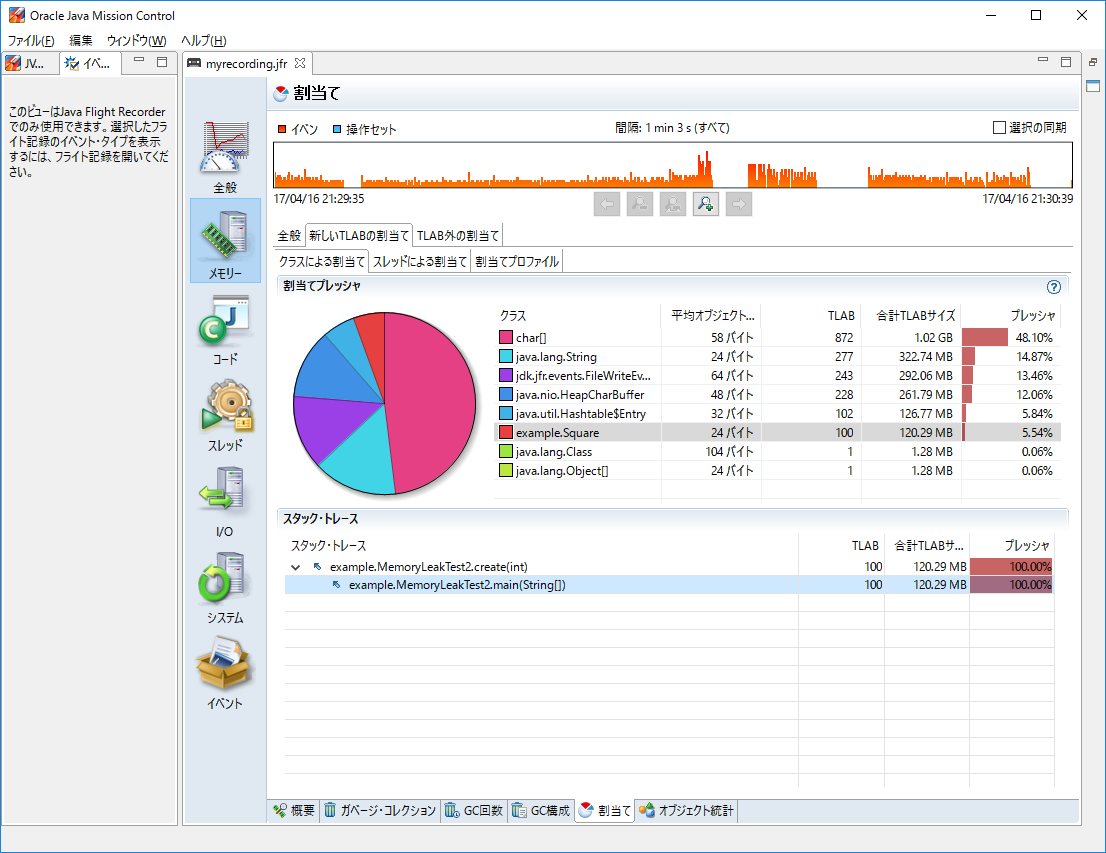 Oracle Java Mission Control
ファイル(F) 編集 ウィンドウ(W) ヘルプ(H)
JV... イベ... myrecording.jfr
このビューはJava Flight Recorder
でのみ使用できます。選択したフラ
イト記録のイベント・タイプを表示
するには、フライト記録を開いてくだ
さい。
全般
メモリー
コード
スレッド
I/O
システム
イベント
割当て
イベン 操作セット 間隔: 1 min 3 s (すべて) 選択の同期
17/04/16 21:29:35 17/04/16 21:30:39
全般 新しいTLABの割当て TLAB外の割当て
クラスによる割当て スレッドによる割当て 割当てプロファイル
割当てプレッシャ
クラス 平均オブジェクト... TLAB 合計TLABサイズ プレッシャ
char[] 58 バイト 872 1.02 GB 48.10%
java.lang.String 24 バイト 277 322.74 MB 14.87%
jdk.jfr.events.FileWriteEv... 64 バイト 243 292.06 MB 13.46%
java.nio.HeapCharBuffer 48 バイト 228 261.79 MB 12.06%
java.util.Hashtable$Entry 32 バイト 102 126.77 MB 5.84%
example.Square 24 バイト 100 120.29 MB 5.54%
java.lang.Class 104 バイト 1 1.28 MB 0.06%
java.lang.Object[] 24 バイト 1 1.28 MB 0.06%
スタック・トレース
スタック・トレース TLAB 合計TLABサ... プレッシャ
example.MemoryLeakTest2.create(int) 100 120.29 MB 100.00%
example.MemoryLeakTest2.main(String[]) 100 120.29 MB 100.00%
概要 ガベージ・コレクション GC回数 GC構成 割当て オブジェクト統計